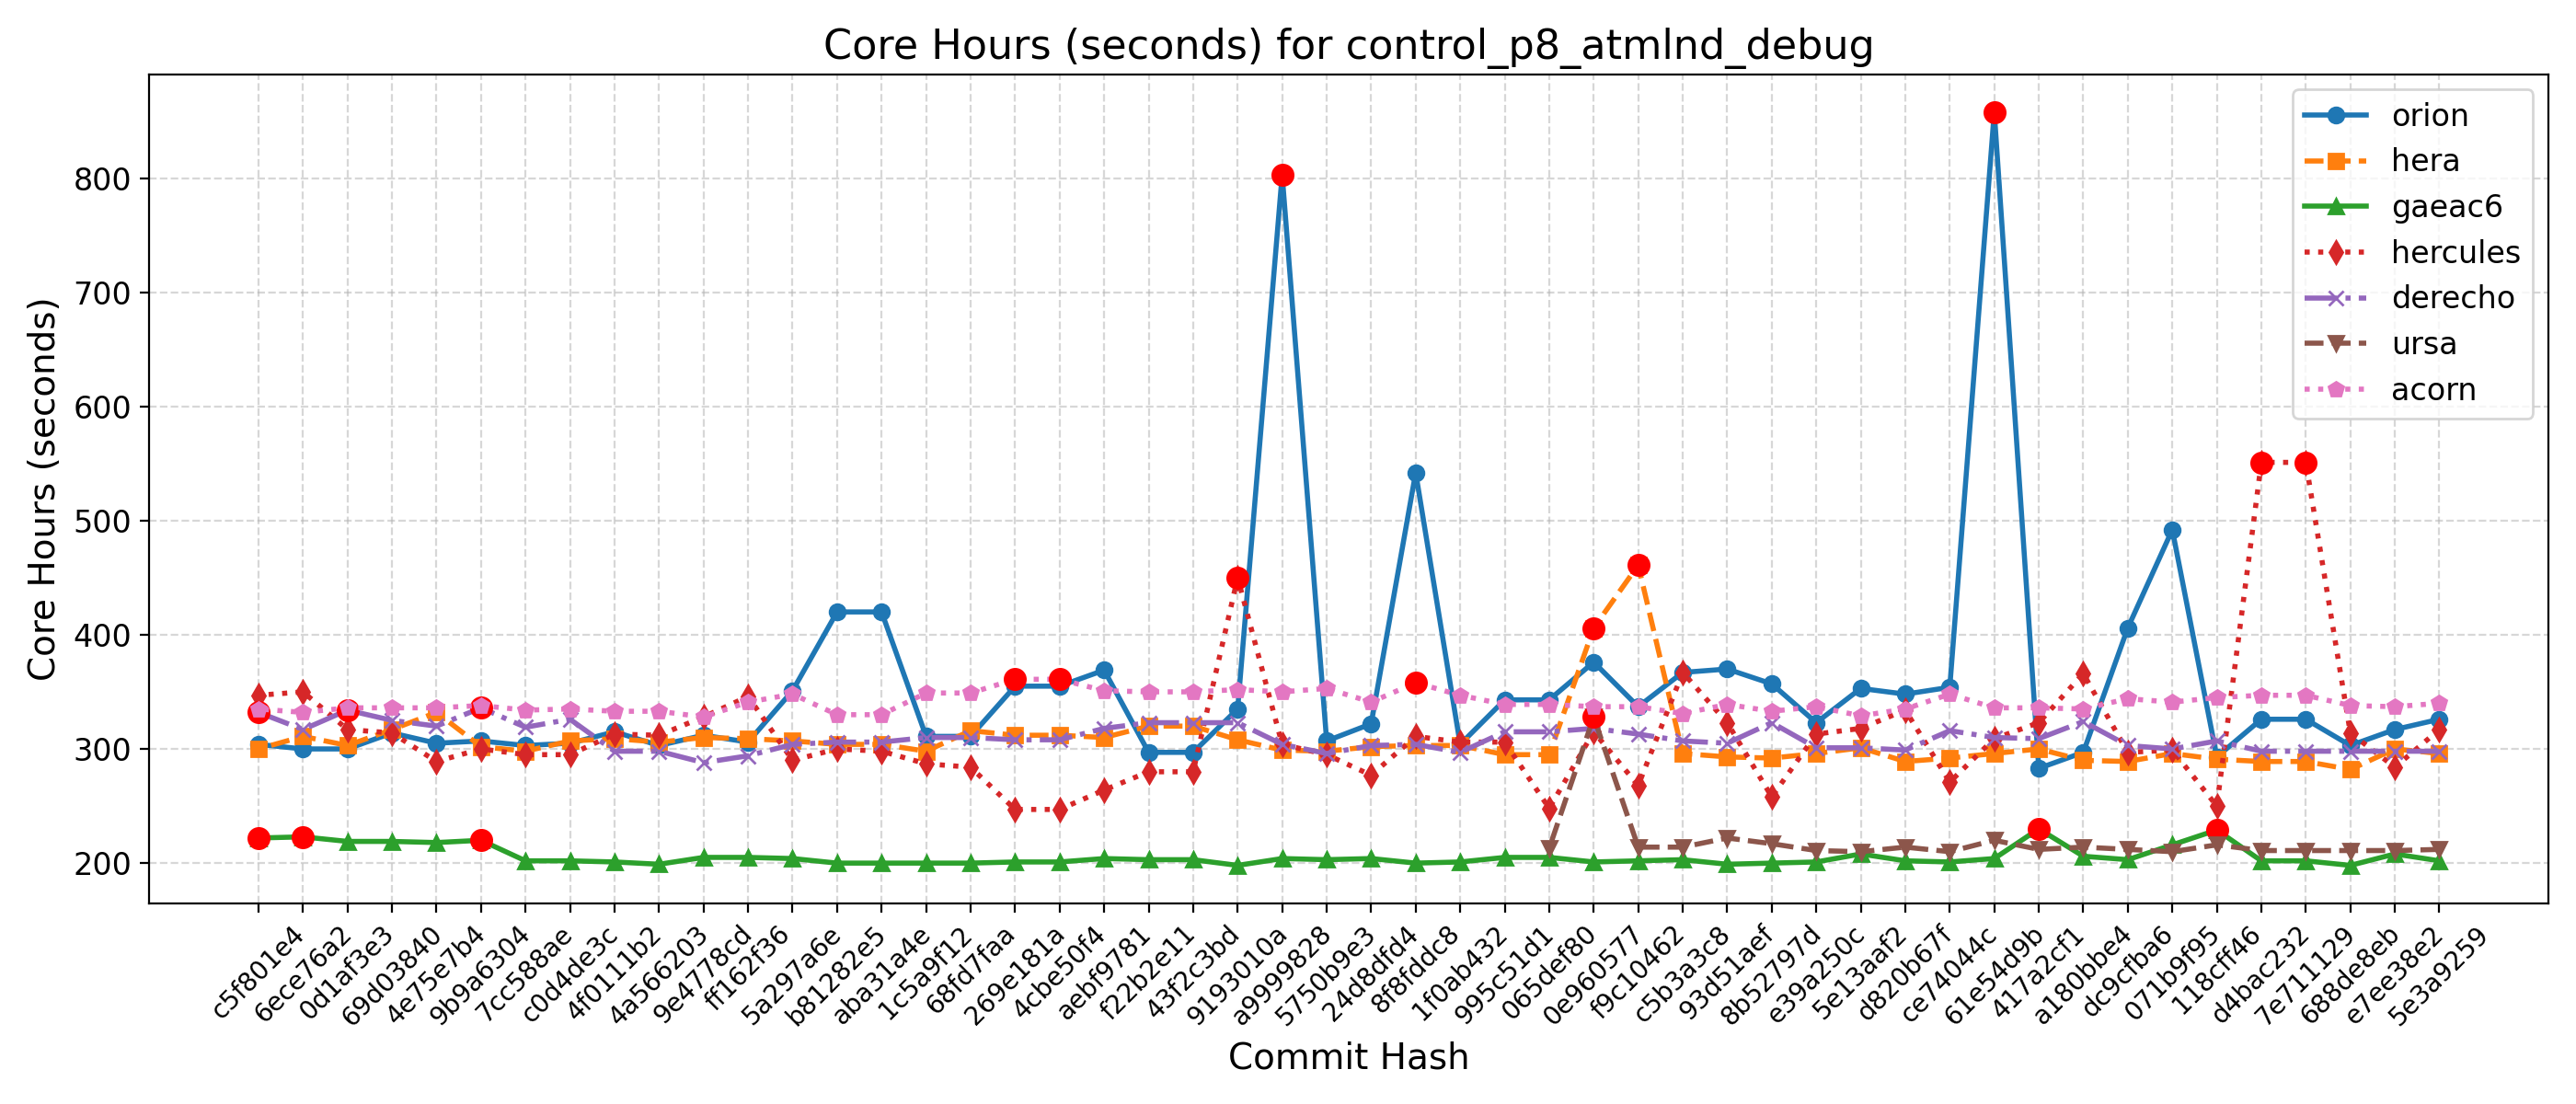 Core Hours (seconds) for control_p8_atmlnd_debug
Core Hours (seconds)
800
700
600
500
400
300
200
orion
hera
gaeac6
hercules
derecho
ursa
acorn
c5f801e4
6ece76a2
0d1af3e3
69d03840
4e75e7b4
9b9a6304
7cc588ae
c0d4de3c
4f0111b2
4a566203
9e4778cd
ff162f36
5a297a6e
b81282e5
aba31a4e
1c5a9f12
68fd7faa
269e181a
4cbe50f4
aebf9781
f22b2e11
43f2c3bd
9193010a
a9999828
5750b9e3
24d8dfd4
8f8fddc8
1f0ab432
995c51d1
065def80
0e960577
f9c10462
c5b3a3c8
93d51aef
8b52797d
e39a250c
5e13aaf2
d820b67f
ce74044c
61e54d9b
417a2cf1
a180bbe4
dc9cfba6
071b9f95
118cff46
d4bac232
7e711129
688de8eb
e7ee38e2
5e3a9259
Commit Hash